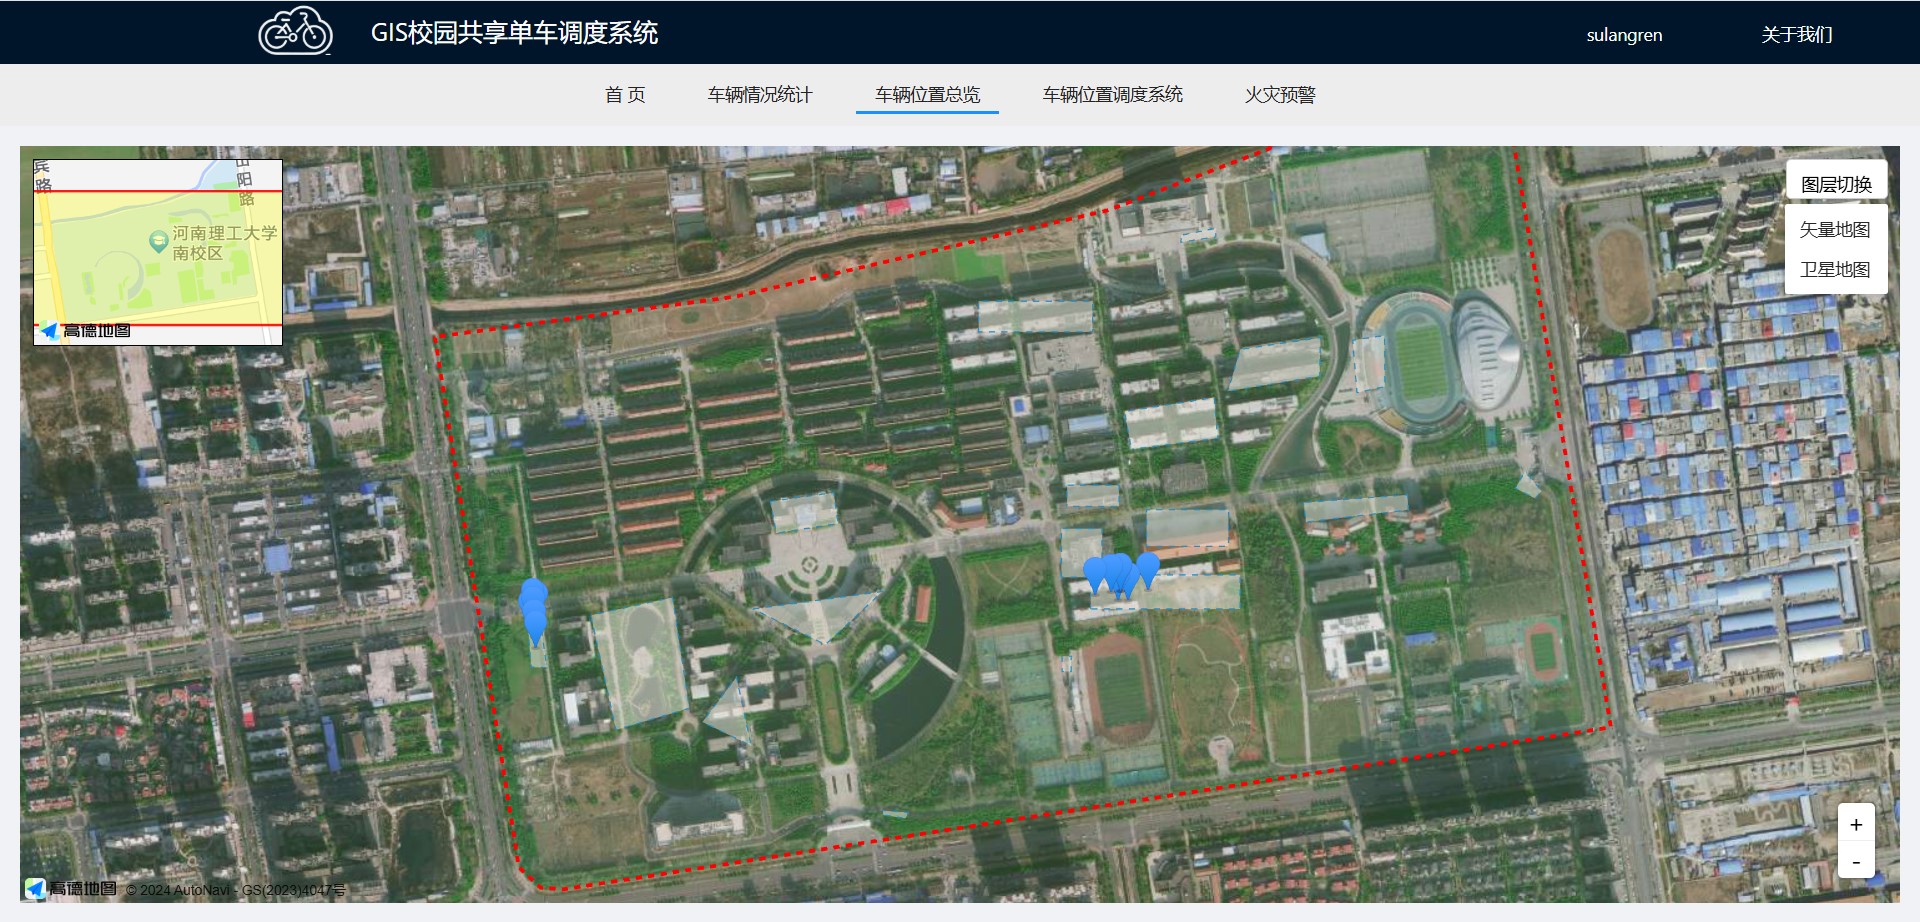 GIS校园共享单车调度系统
sulangren
关于我们
首 页
车辆情况统计
车辆位置总览
车辆位置调度系统
火灾预警
宾路
山阳路
河南理工大学
南校区
高德地图
图层切换
矢量地图
卫星地图
+
-
高德地图 © 2024 AutoNavi - GS(2023)4047号